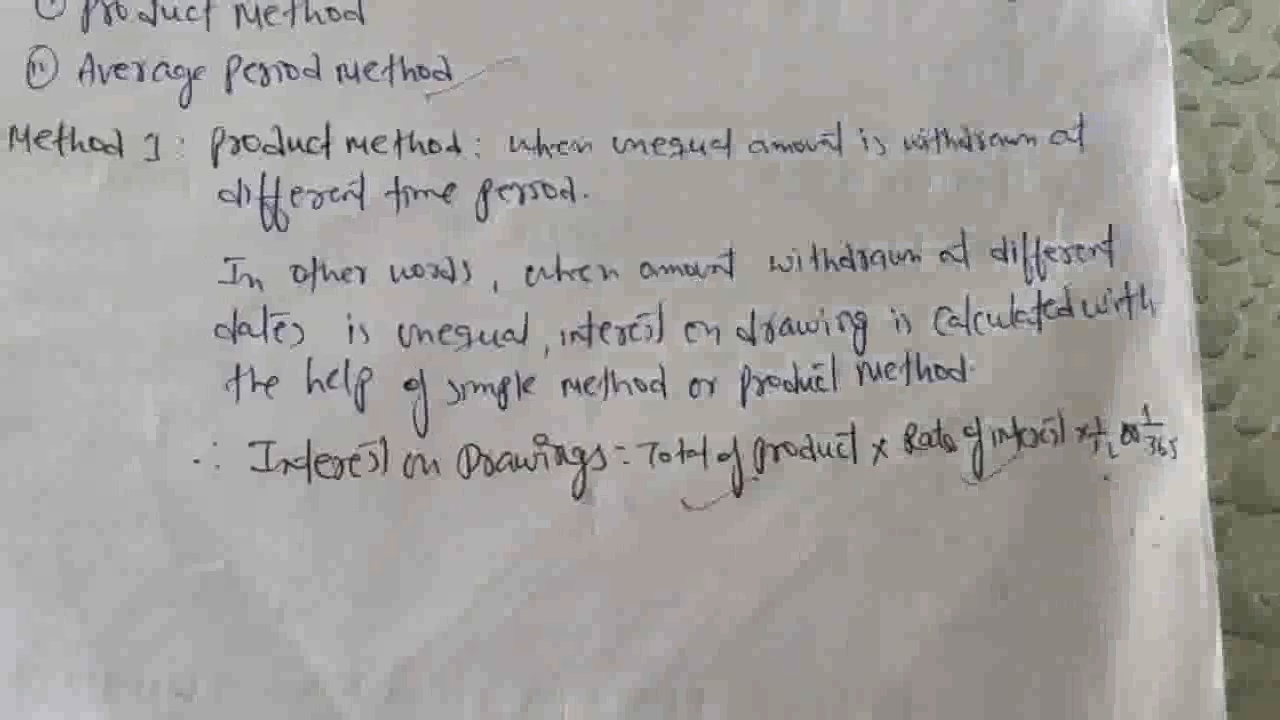 (i) Product Method
(ii) Average Period Method
Method 1: Product method: when unequal amount is withdrawn at
different time period.
In other words, when amount withdrawn at different
dates is unequal, interest on drawing is calculated with
the help of simple method or product method.
∴ Interest on Drawings = Total of product x Rate of interest x 1/12 or 1/365